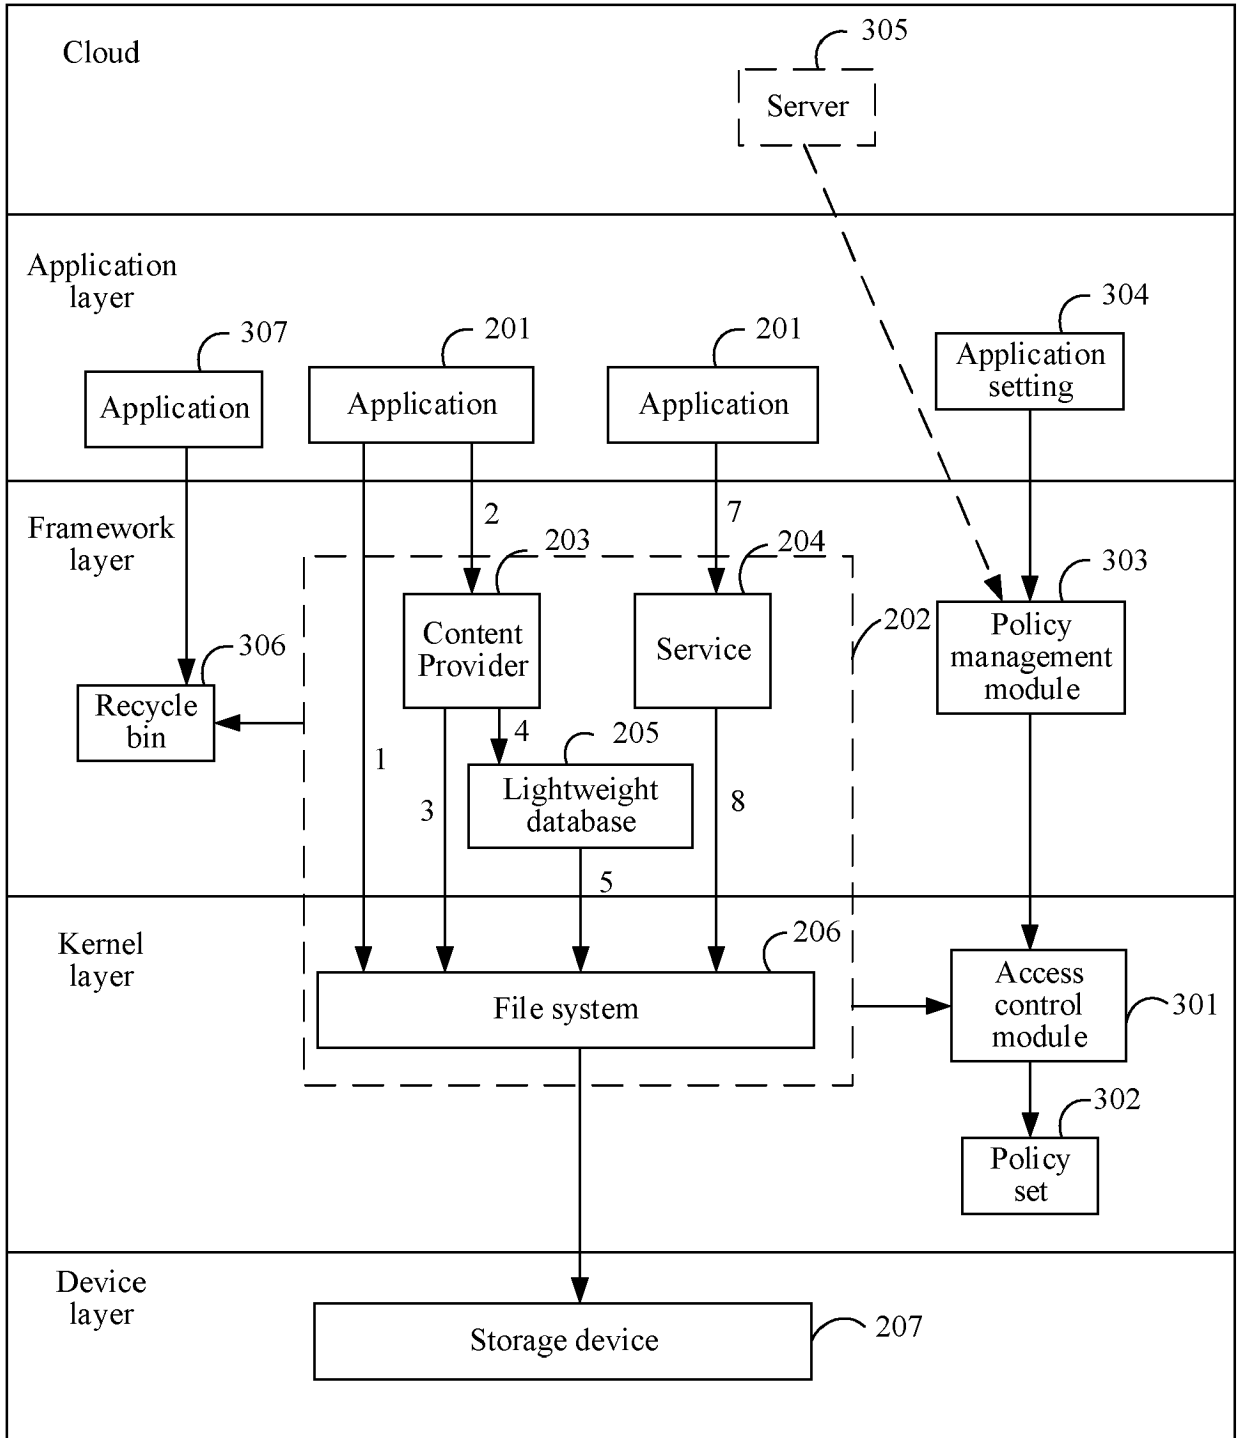 Cloud
305
Server
Application
layer
307
201
201
304
Application
Application
Application
Application
setting
Framework
layer
2
7
203
204
303
202
306
Content
Provider
Service
Policy
management
module
Recycle
bin
4
205
1
3
Lightweight
database
8
5
Kernel
layer
206
File system
Access
control
module
301
302
Policy
set
Device
layer
Storage device
207